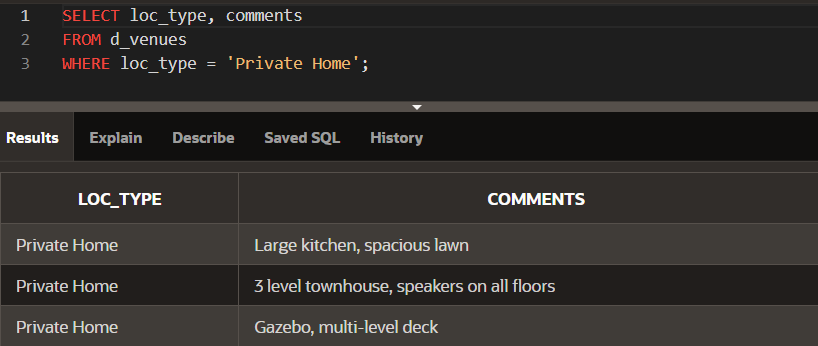 1 SELECT loc_type, comments
2 FROM d_venues
3 WHERE loc_type = 'Private Home';
Results Explain Describe Saved SQL History
LOC_TYPE COMMENTS
Private Home Large kitchen, spacious lawn
Private Home 3 level townhouse, speakers on all floors
Private Home Gazebo, multi-level deck